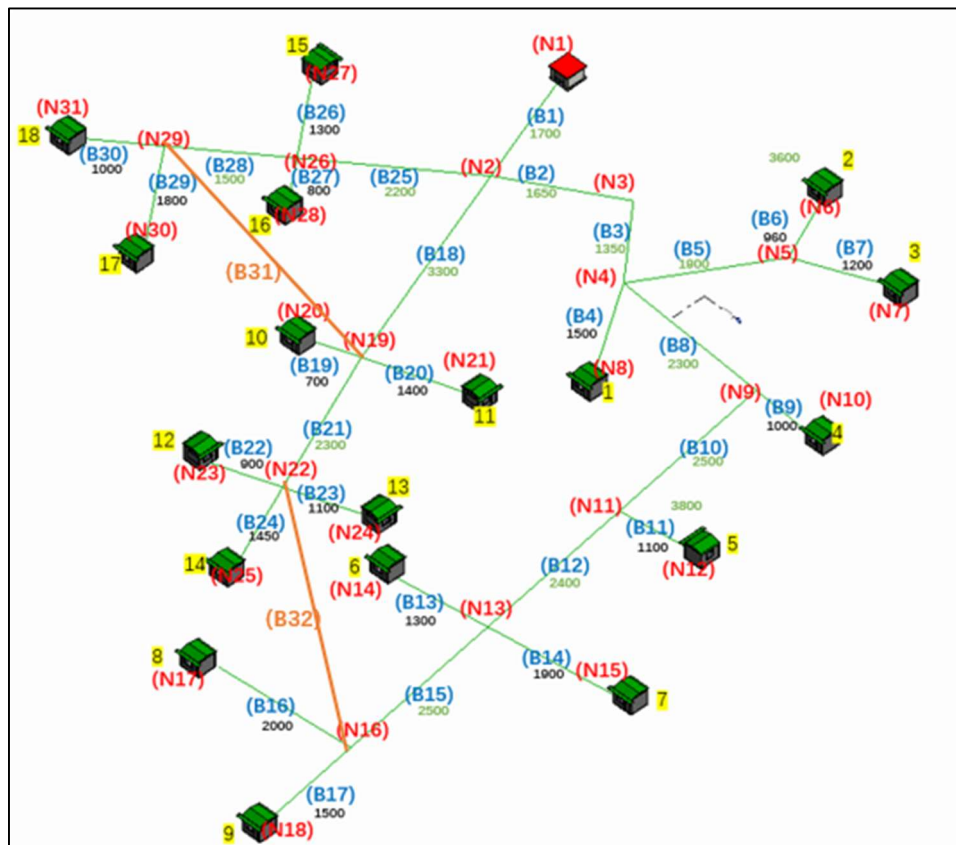 (N1)
15
(N27)
(N31)
18
(B26)
1300
(B1)
1700
(N29)
(B30)
1000
(B28)
1500
(N26)
(B27)
800
(B25)
2200
(N2)
(B2)
1650
(N3)
3600
2
(N6)
(B29)
1800
16
(N28)
(N30)
17
(B3)
1350
(B6)
960
(B5)
1800
(N5)
(B7)
1200
3
(N7)
(B18)
3300
(N4)
(B31)
(N20)
10
(N19)
(B4)
1500
(B8)
2300
(B19)
700
(B20)
1400
(N21)
11
(N8)
1
(N9)
(B9)
1000
(N10)
4
(B21)
2300
12
(B22)
900
(N23)
(N22)
(B10)
2500
13
(B23)
1100
(N24)
(N11)
3800
(B24)
1450
14
(N25)
(B11)
1100
5
(N12)
6
(N14)
(B12)
2400
(B13)
1300
(N13)
(B32)
8
(N17)
(B14)
1900
(N15)
7
(B16)
2000
(B15)
2500
(N16)
(B17)
1500
9
(N18)